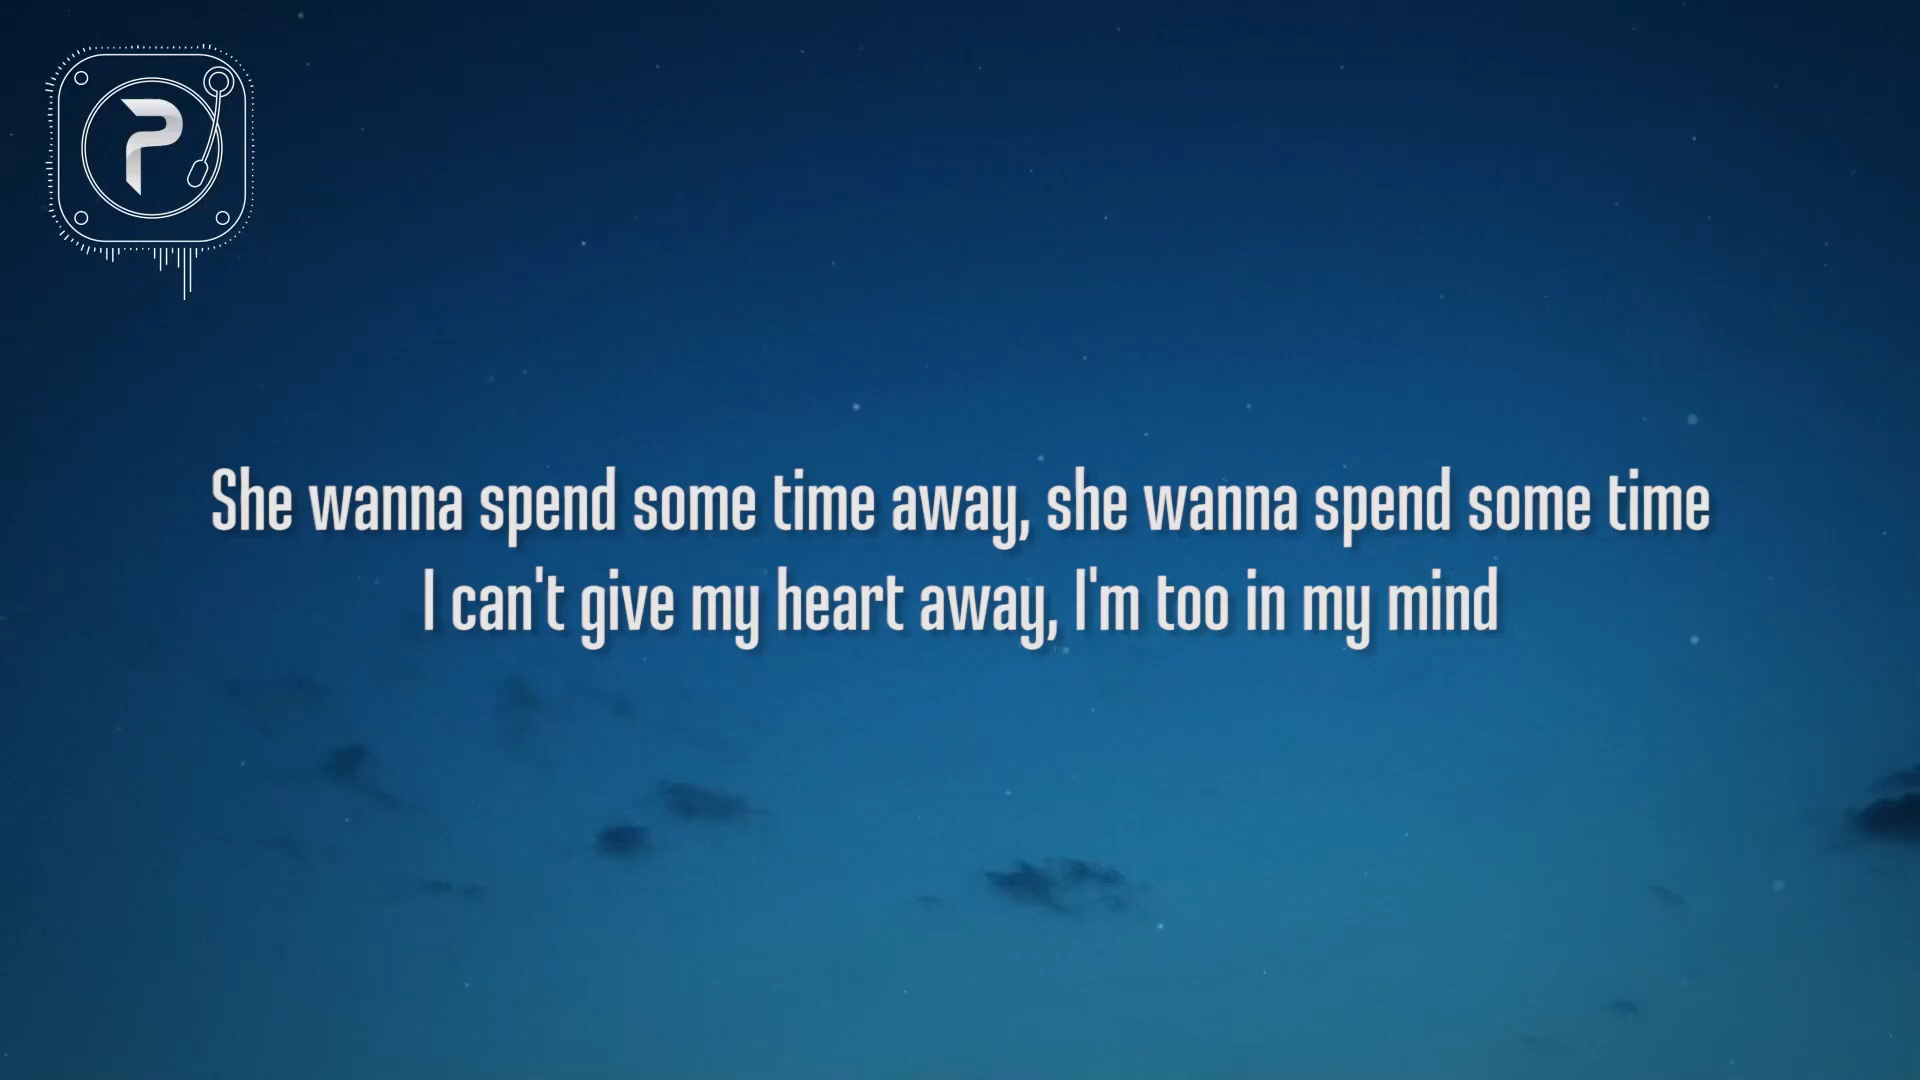 P
She wanna spend some time away, she wanna spend some time
I can't give my heart away, I'm too in my mind